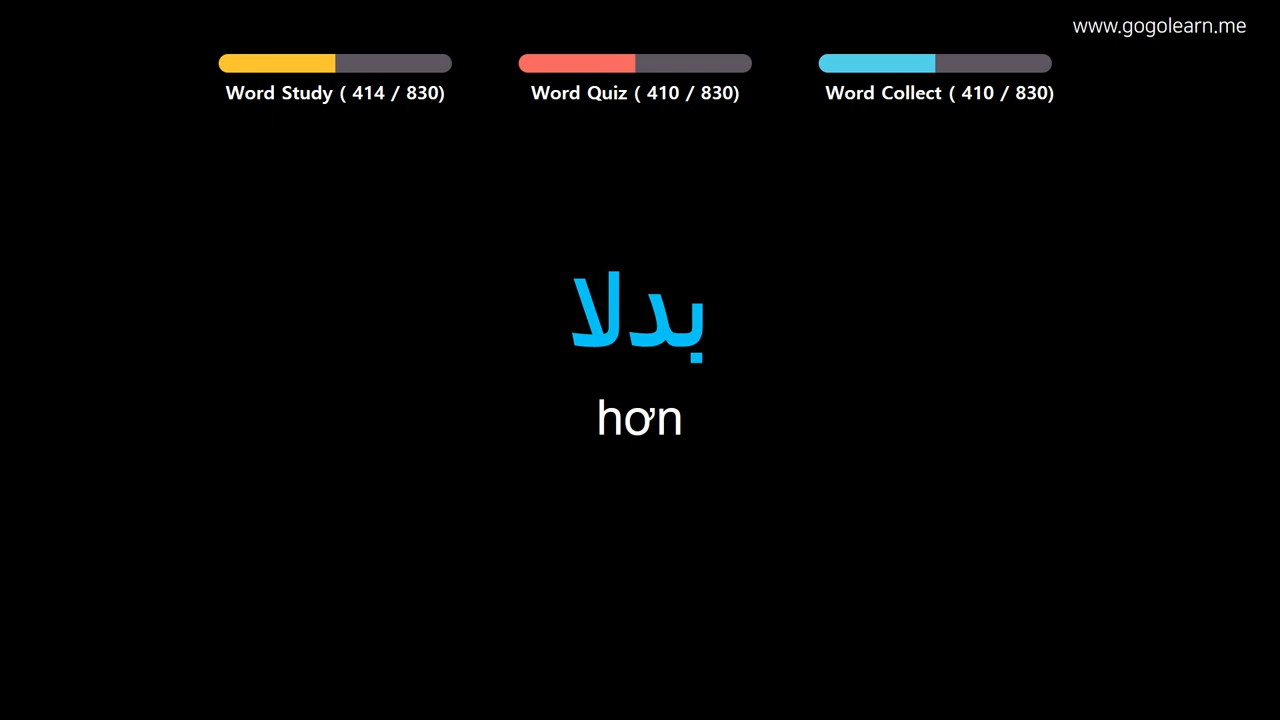 www.gogolearn.me
Word Study ( 414 / 830)
Word Quiz ( 410 / 830)
Word Collect ( 410 / 830)
بدلا
hơn